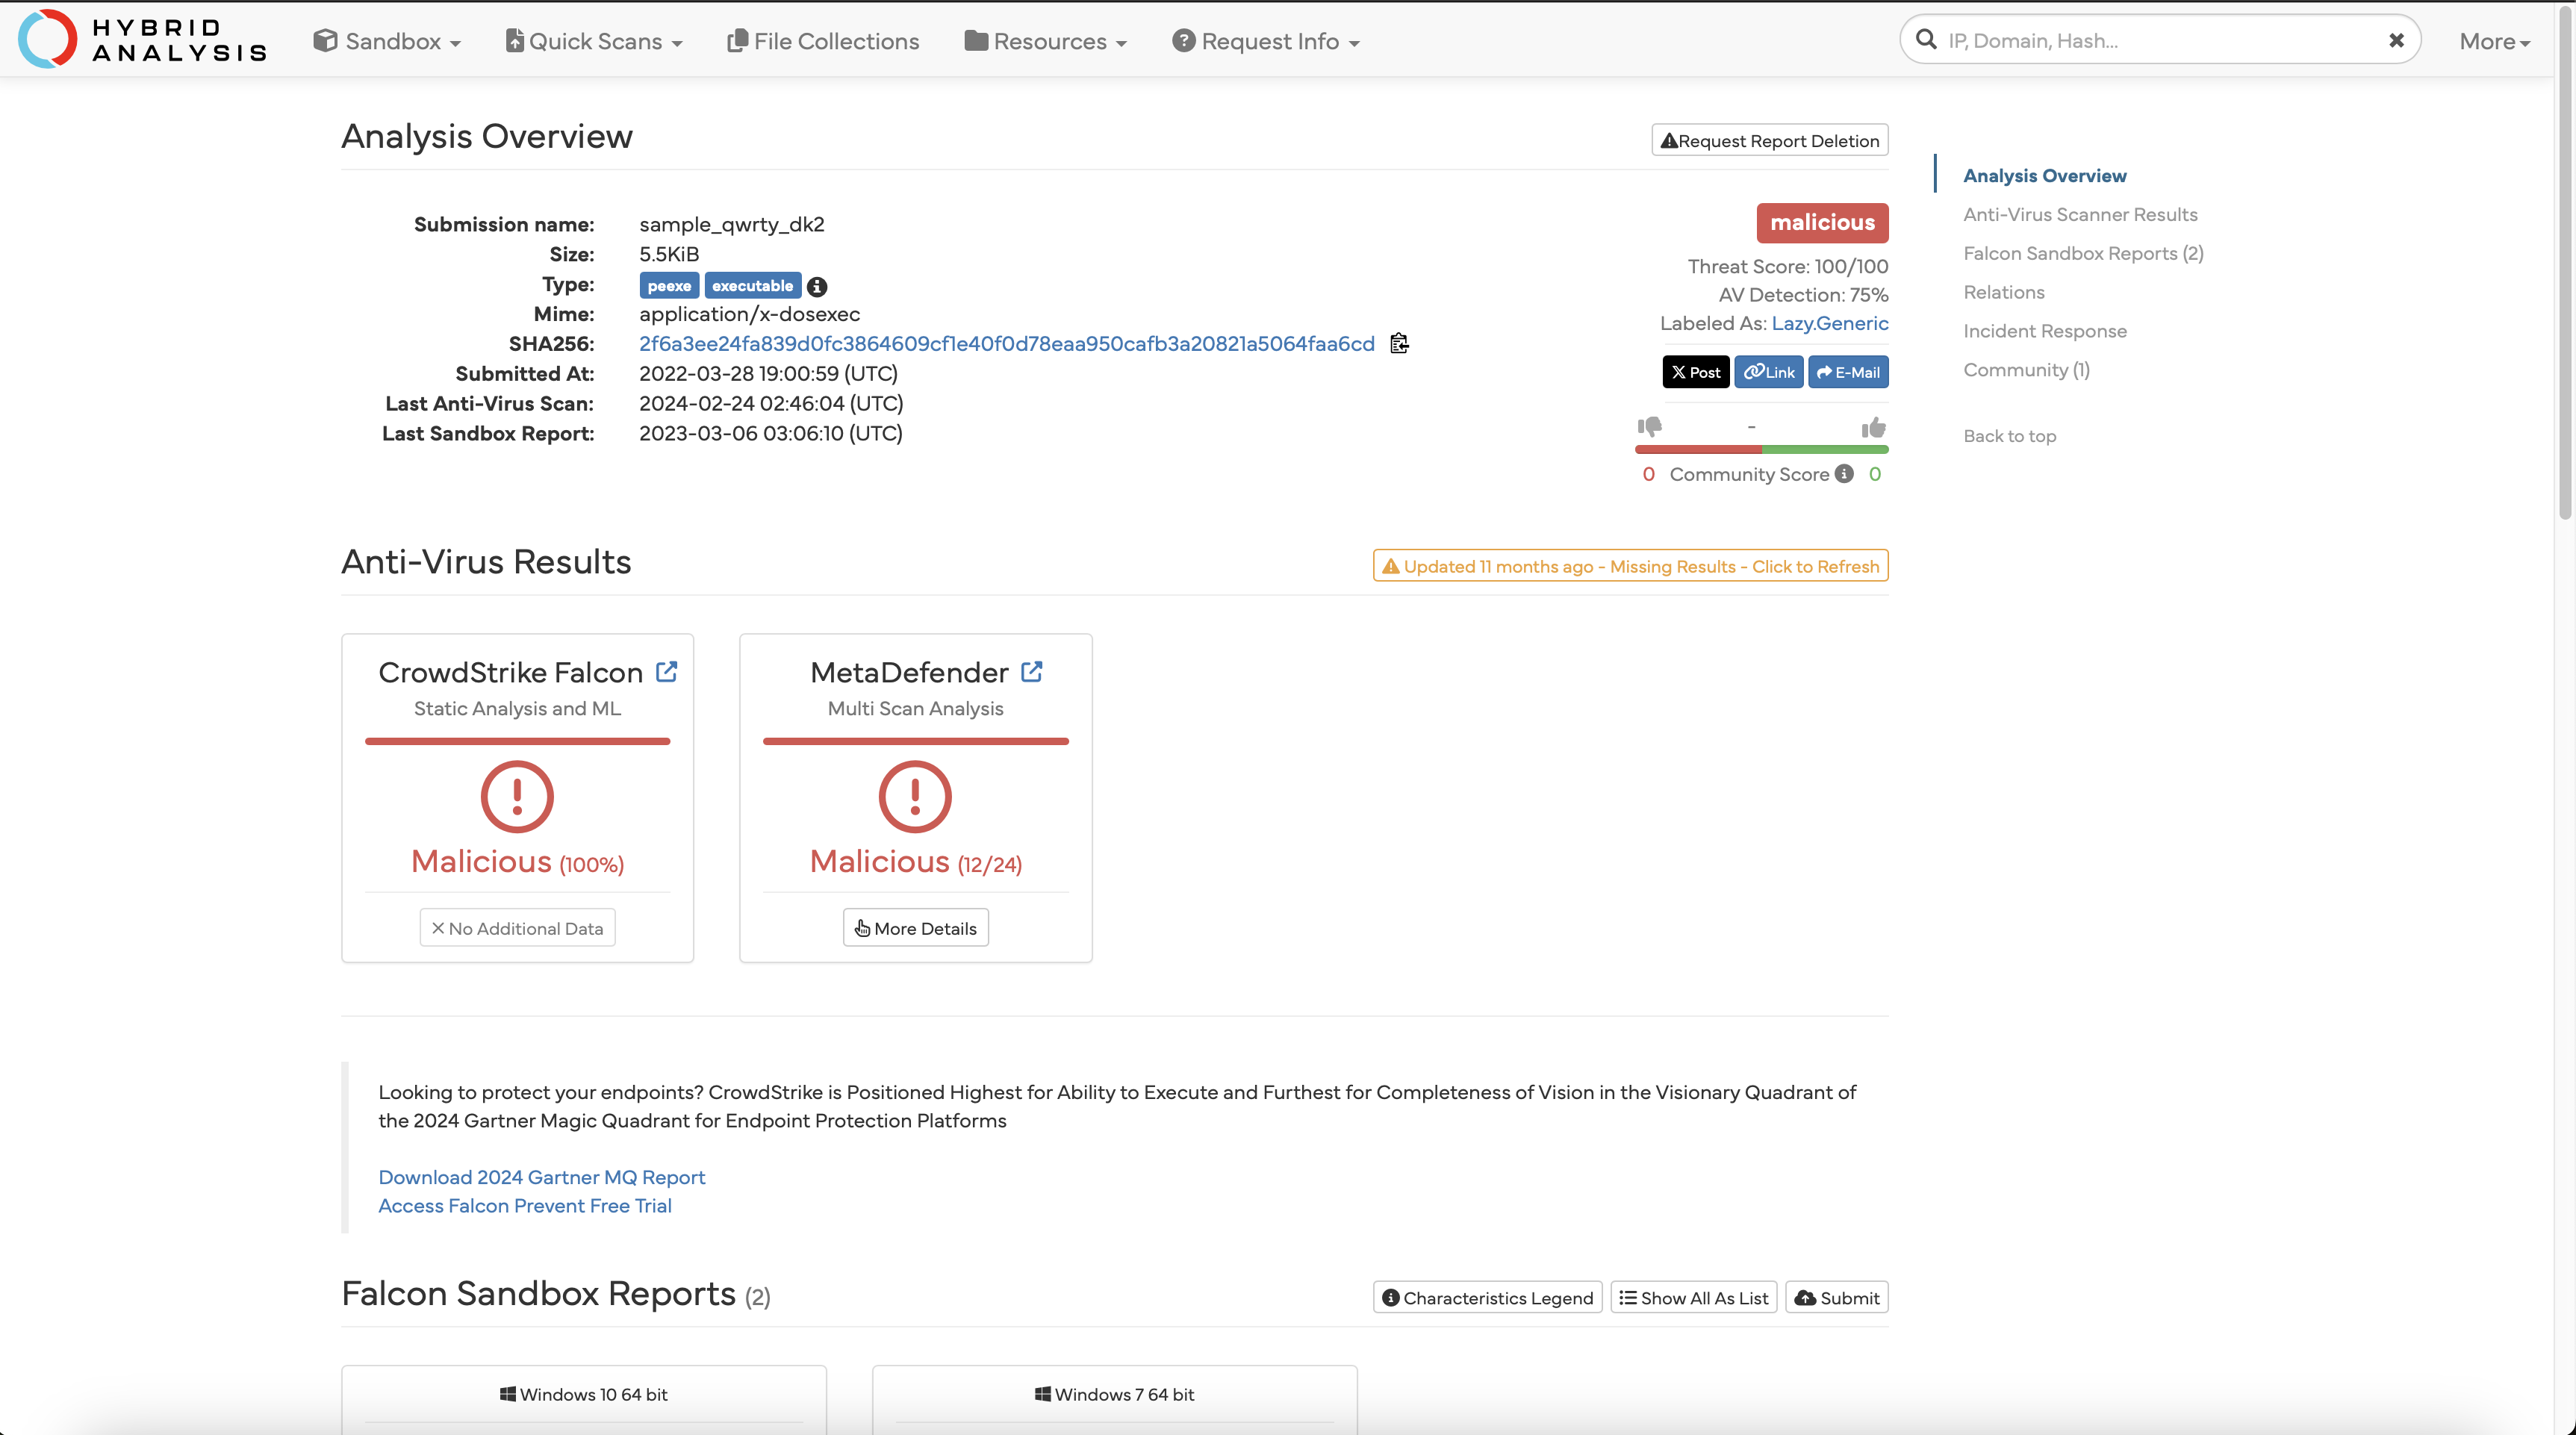 HYBRID
ANALYSIS
Sandbox
Quick Scans
File Collections
Resources
Request Info
IP, Domain, Hash...
More
Analysis Overview
Request Report Deletion
Submission name: sample_qwrty_dk2
Size: 5.5KiB
Type: peexe executable
Mime: application/x-dosexec
SHA256: 2f6a3ee24fa839d0fc3864609cf1e40f0d78eaa950cafb3a20821a5064faa6cd
Submitted At: 2022-03-28 19:00:59 (UTC)
Last Anti-Virus Scan: 2024-02-24 02:46:04 (UTC)
Last Sandbox Report: 2023-03-06 03:06:10 (UTC)
malicious
Threat Score: 100/100
AV Detection: 75%
Labeled As: Lazy.Generic
X Post
Link
E-Mail
-
0 Community Score 0
Analysis Overview
Anti-Virus Scanner Results
Falcon Sandbox Reports (2)
Relations
Incident Response
Community (1)
Back to top
Anti-Virus Results
Updated 11 months ago - Missing Results - Click to Refresh
CrowdStrike Falcon
Static Analysis and ML
Malicious (100%)
No Additional Data
MetaDefender
Multi Scan Analysis
Malicious (12/24)
More Details
Looking to protect your endpoints? CrowdStrike is Positioned Highest for Ability to Execute and Furthest for Completeness of Vision in the Visionary Quadrant of
the 2024 Gartner Magic Quadrant for Endpoint Protection Platforms
Download 2024 Gartner MQ Report
Access Falcon Prevent Free Trial
Falcon Sandbox Reports (2)
Characteristics Legend
Show All As List
Submit
Windows 10 64 bit
Windows 7 64 bit